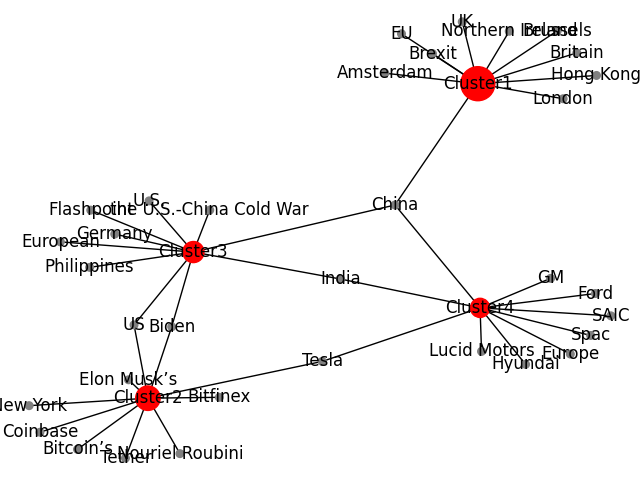 UK
EU
Northern Ireland
Brussels
Brexit
Britain
Amsterdam
Hong Kong
Cluster1
London
U.S
China
Flashpoint
the U.S.-China Cold War
Germany
European
Cluster3
Philippines
India
GM
Ford
Cluster4
SAIC
US
Biden
Spac
Lucid Motors
Europe
Tesla
Hyundai
Elon Musk’s
Cluster2
Bitfinex
New York
Coinbase
Bitcoin’s
Nouriel Roubini
Tether